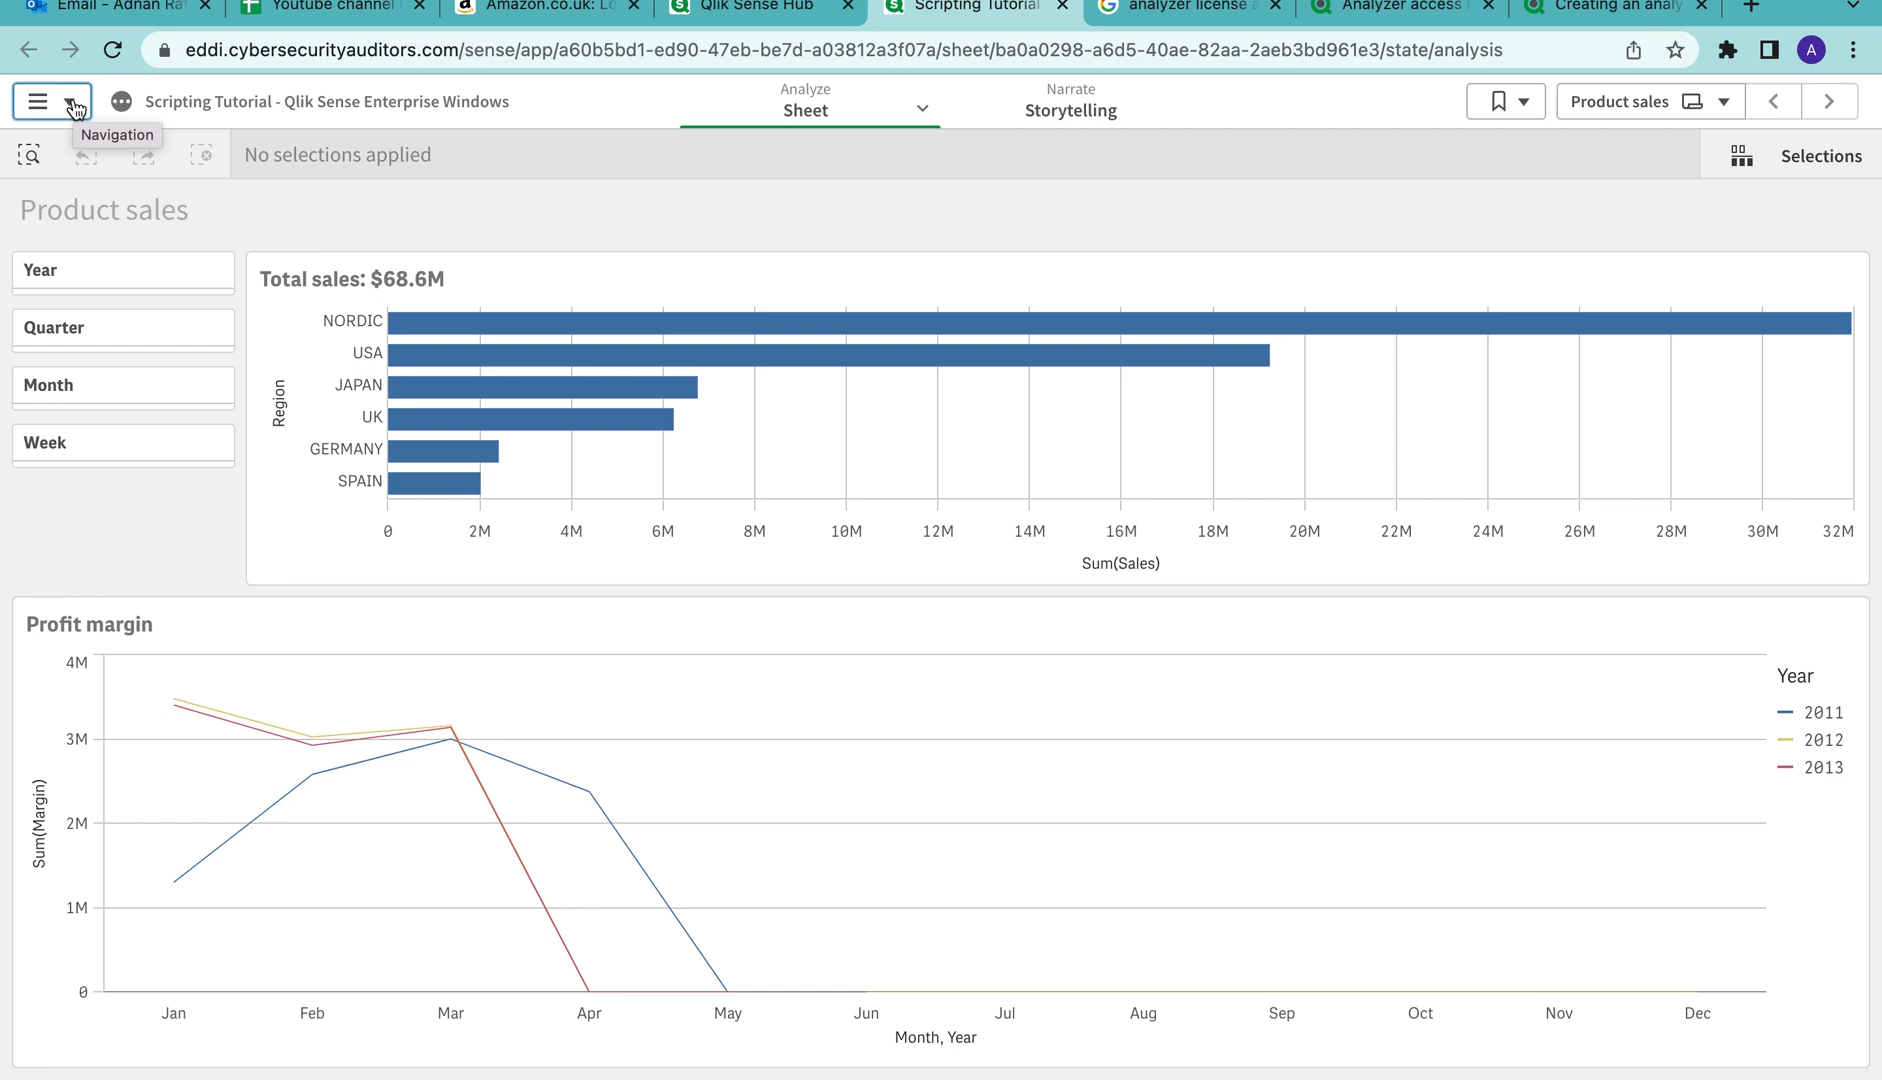 Email - Adnan Raf
Youtube channel
Amazon.co.uk: Lo
Qlik Sense Hub
Scripting Tutorial
analyzer license a
Analyzer access
Creating an analy
eddi.cybersecurityauditors.com/sense/app/a60b5bd1-ed90-47eb-be7d-a03812a3f07a/sheet/ba0a0298-a6d5-40ae-82aa-2aeb3bd961e3/state/analysis
A
Scripting Tutorial - Qlik Sense Enterprise Windows
Analyze
Sheet
Narrate
Storytelling
Product sales
Navigation
No selections applied
Selections
Product sales
Year
Quarter
Month
Week
Total sales: $68.6M
Region
NORDIC
USA
JAPAN
UK
GERMANY
SPAIN
0 2M 4M 6M 8M 10M 12M 14M 16M 18M 20M 22M 24M 26M 28M 30M 32M
Sum(Sales)
Profit margin
Sum(Margin)
4M
3M
2M
1M
0
Jan Feb Mar Apr May Jun Jul Aug Sep Oct Nov Dec
Month, Year
Year
2011
2012
2013